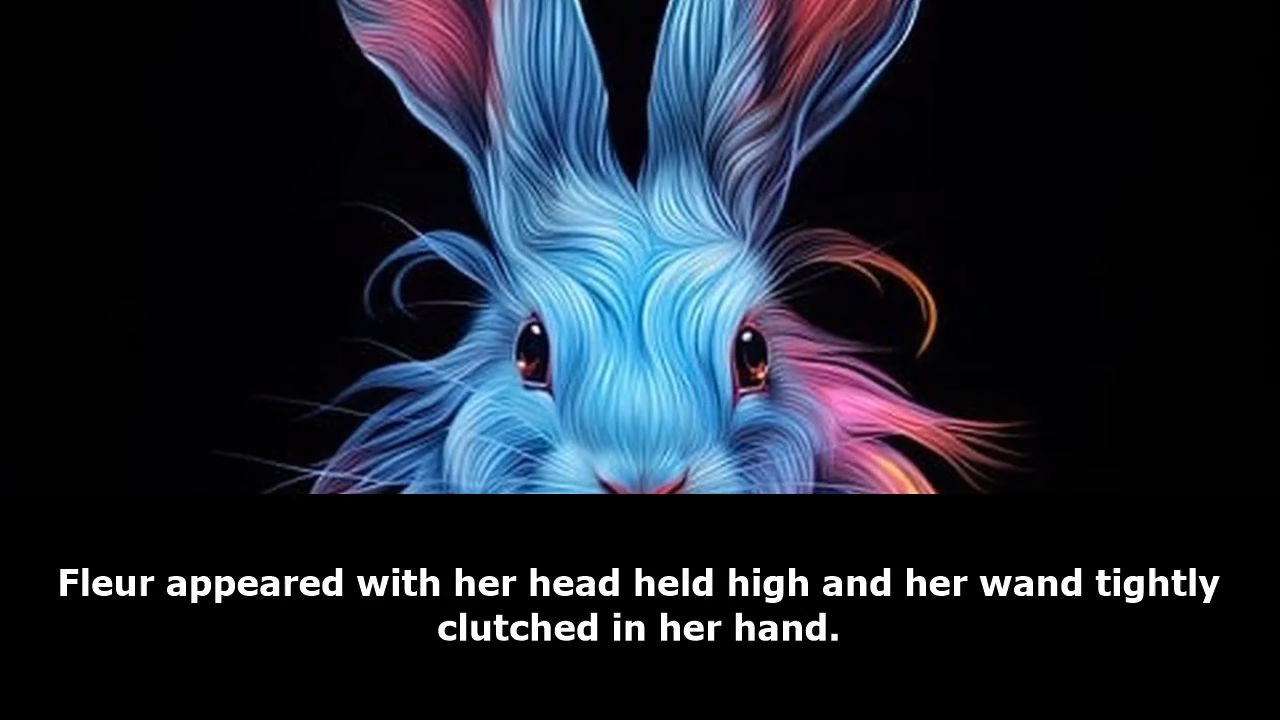 Fleur appeared with her head held high and her wand tightly
clutched in her hand.